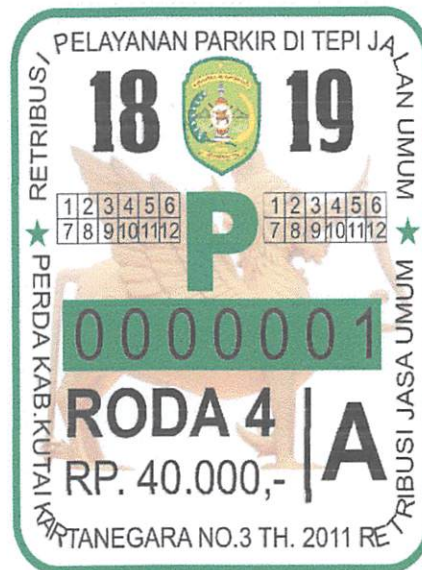 RETRIBUSI PELAYANAN PARKIR DI TEPI JALAN UMUM
18 19
1 2 3 4 5 6
7 8 9 10 11 12
1 2 3 4 5 6
7 8 9 10 11 12
P
0000001
RODA 4
RP. 40.000,-
A
PERDA KAB.KUTAI KARTANEGARA NO.3 TH. 2011 RETRIBUSI JASA UMUM